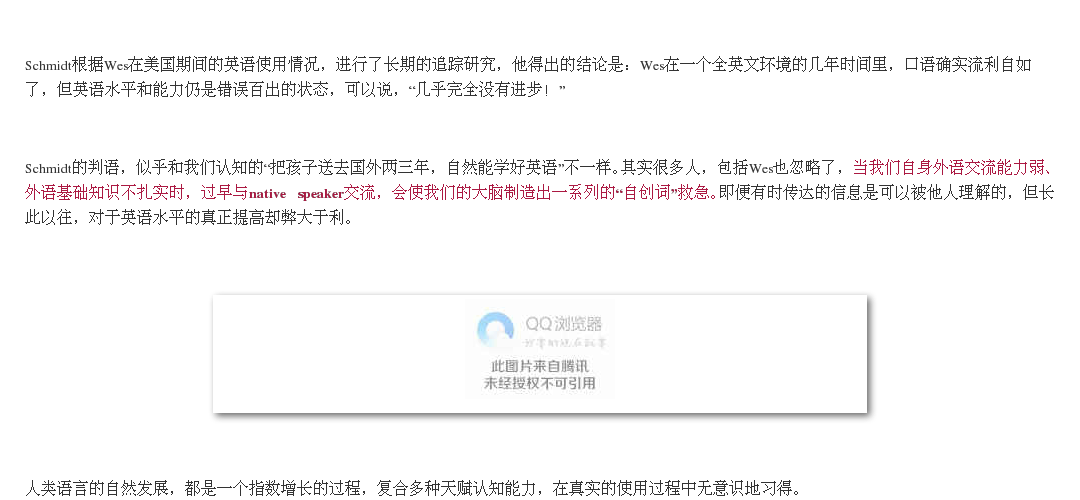 Schmidt根据Wes在美国期间的英语使用情况，进行了长期的追踪研究，他得出的结论是：Wes在一个全英文环境的几年时间里，口语确实流利自如
了，但英语水平和能力仍是错误百出的状态，可以说，“几乎完全没有进步！”
Schmidt的判语，似乎和我们认知的“把孩子送去国外两三年，自然能学好英语”不一样。其实很多人，包括Wes也忽略了，当我们自身外语交流能力弱、
外语基础知识不扎实时，过早与native speaker交流，会使我们的大脑制造出一系列的“自创词”救急。即便有时传达的信息是可以被他人理解的，但长
此以往，对于英语水平的真正提高却弊大于利。
QQ浏览器
此图片来自腾讯
未经授权不可引用
人类语言的自然发展，都是一个指数增长的过程，复合多种天赋认知能力，在真实的使用过程中无意识地习得。